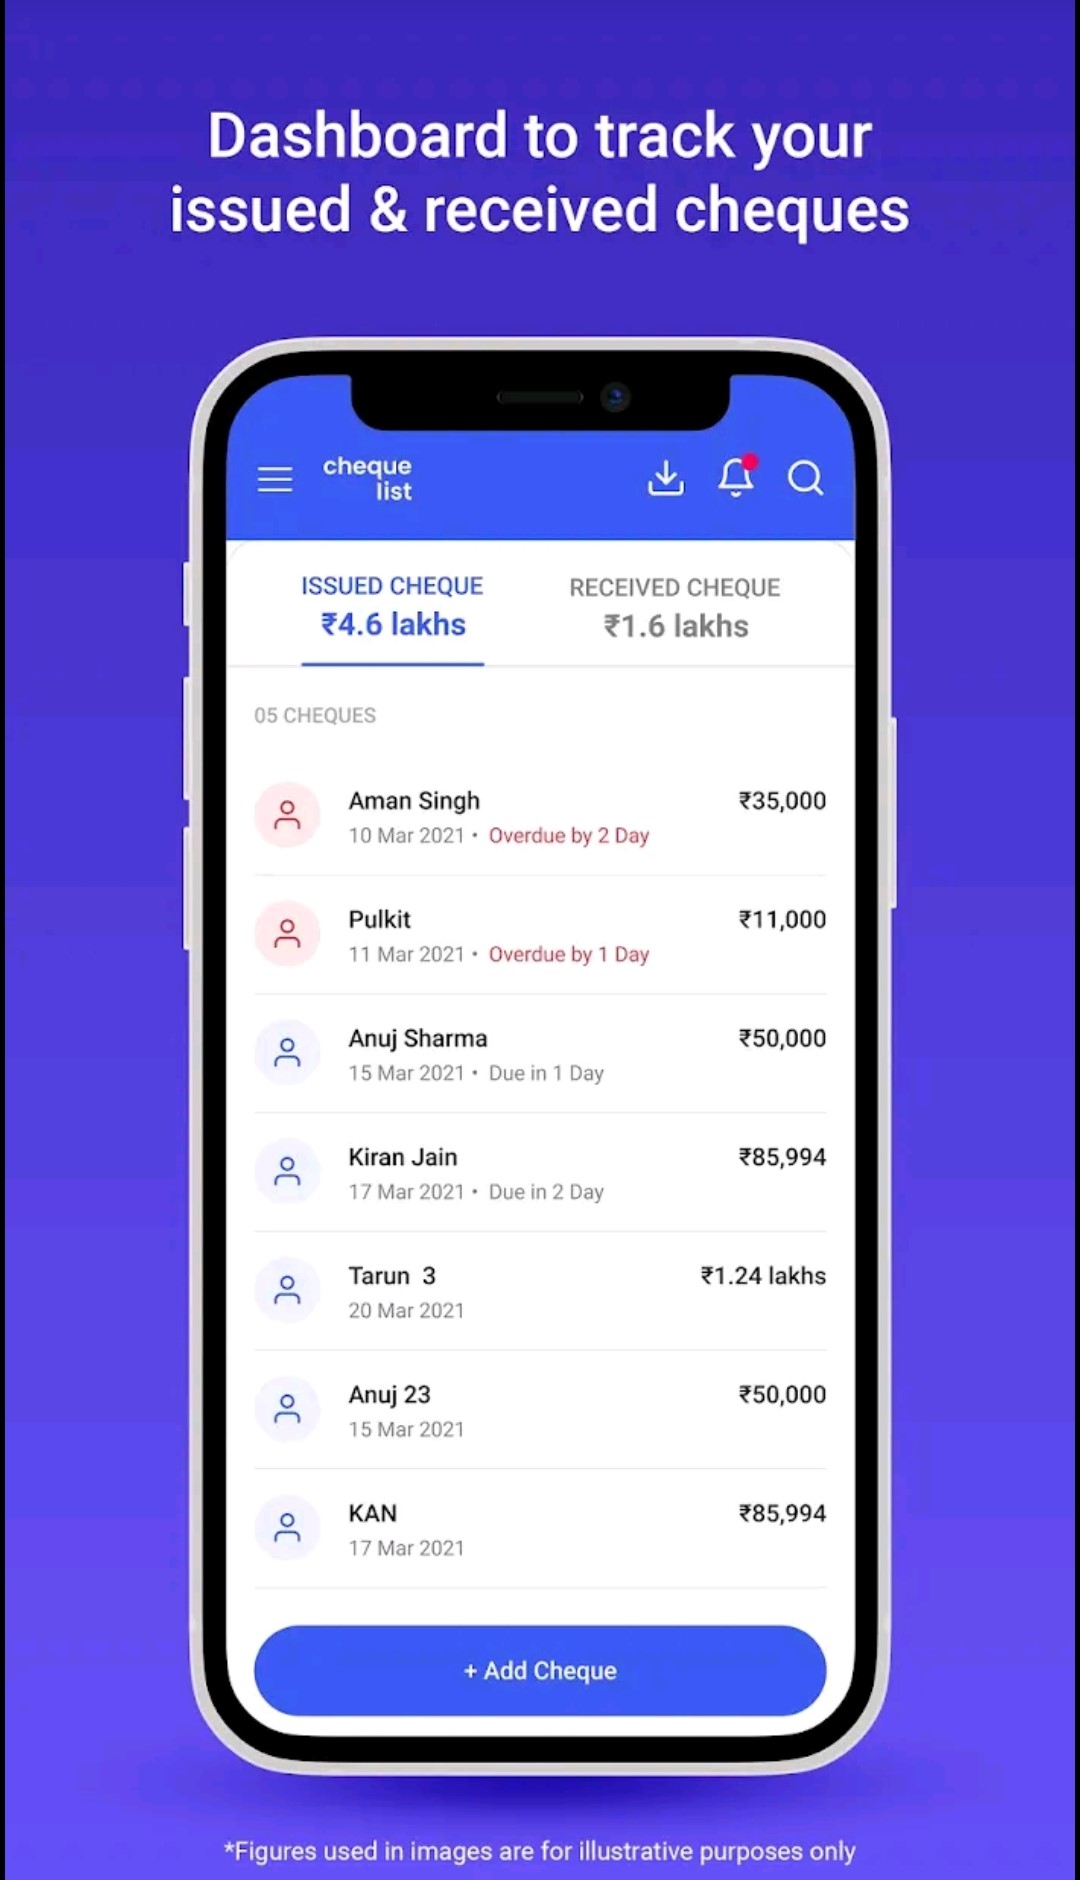 Dashboard to track your
issued & received cheques
cheque
list
ISSUED CHEQUE
₹4.6 lakhs
RECEIVED CHEQUE
₹1.6 lakhs
05 CHEQUES
Aman Singh ₹35,000
10 Mar 2021 • Overdue by 2 Day
Pulkit ₹11,000
11 Mar 2021 • Overdue by 1 Day
Anuj Sharma ₹50,000
15 Mar 2021 • Due in 1 Day
Kiran Jain ₹85,994
17 Mar 2021 • Due in 2 Day
Tarun 3 ₹1.24 lakhs
20 Mar 2021
Anuj 23 ₹50,000
15 Mar 2021
KAN ₹85,994
17 Mar 2021
+ Add Cheque
*Figures used in images are for illustrative purposes only